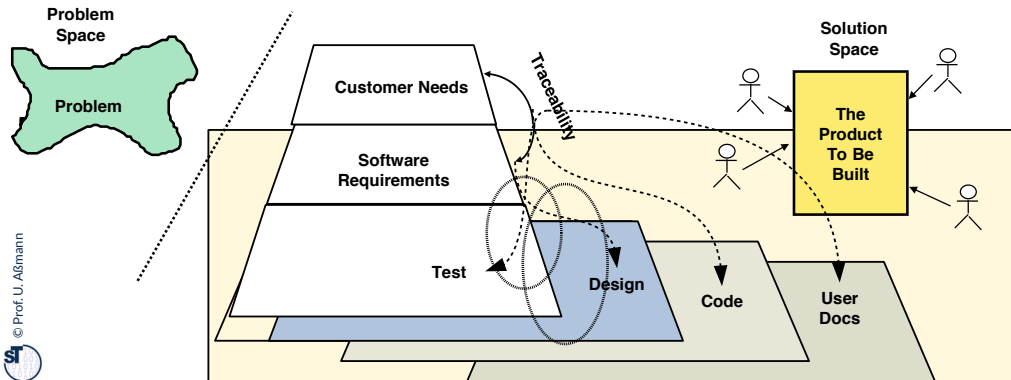 Problem
Space
Problem
Customer Needs
Traceability
Software
Requirements
Test
Design
Code
User
Docs
Solution
Space
The
Product
To Be
Built
© Prof. U. Aßmann
ST